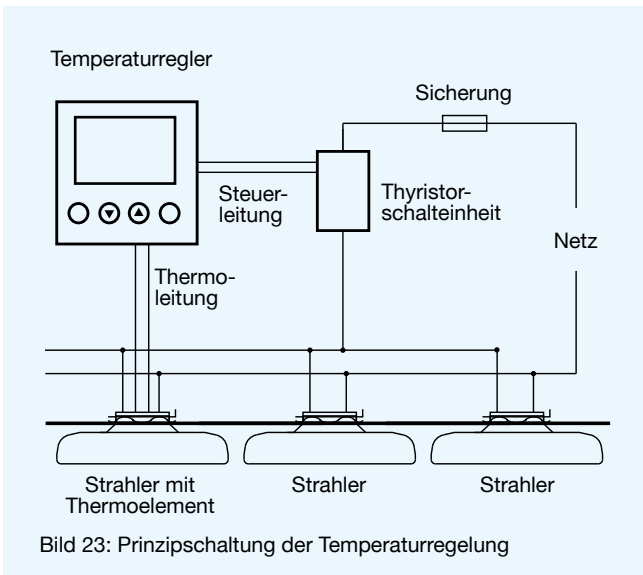 Temperaturregler
Sicherung
Steuer-
leitung
Thyristor-
schalteinheit
Netz
Thermo-
leitung
Strahler mit
Thermoelement
Strahler
Strahler
Bild 23: Prinzipschaltung der Temperaturregelung